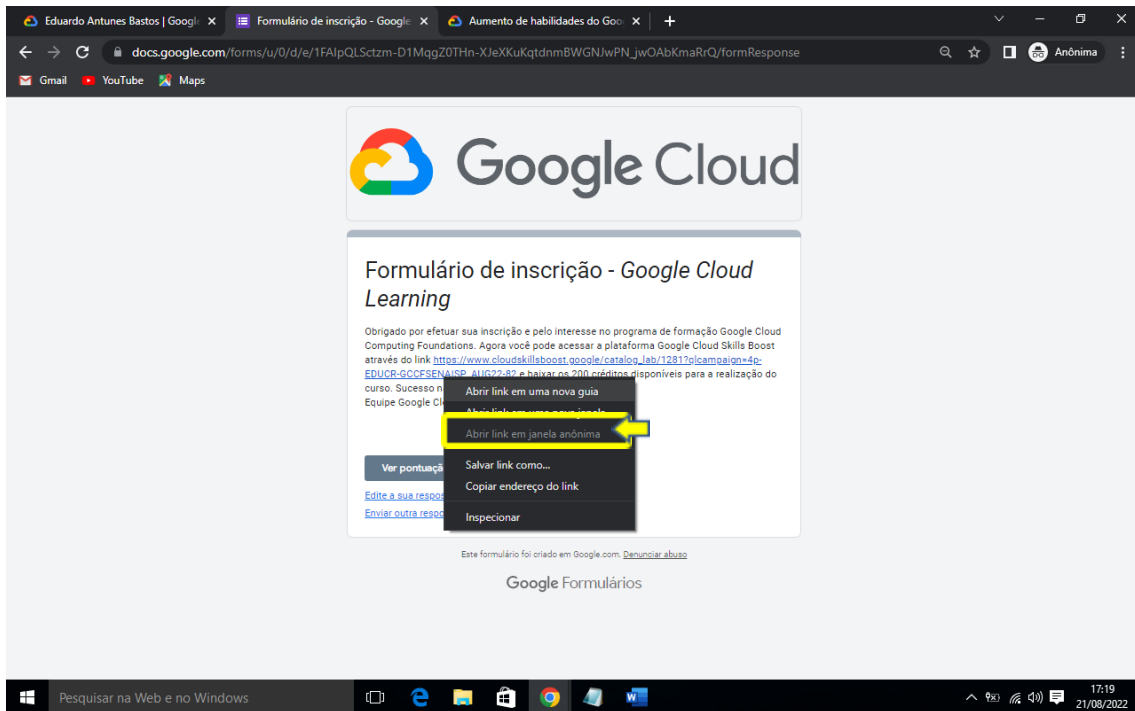 Eduardo Antunes Bastos | Google
Formulário de inscrição - Google
Aumento de habilidades do Goo
docs.google.com/forms/u/0/d/e/1FAIpQLSctzm-D1MqgZ0THn-XJeXKuKqtdnmBWGNJwPN_jwOAbKmaRrQ/formResponse
Anônima
Gmail
YouTube
Maps
Google Cloud
Formulário de inscrição - Google Cloud
Learning
Obrigado por efetuar sua inscrição e pelo interesse no programa de formação Google Cloud
Computing Foundations. Agora você pode acessar a plataforma Google Cloud Skills Boost
através do link https://www.cloudskillsboost.google/catalog_lab/1281?qlcampaign=4p-
EDUCR-GCCFSENAISP_AUG22-82 e baixar os 200 créditos disponíveis para a realização do
curso. Sucesso
Equipe Google
Abrir link em uma nova guia
Abrir link em uma nova janela
Abrir link em janela anônima
Salvar link como...
Copiar endereço do link
Inspecionar
Ver
Edite a sua
Enviar outra
Este formulário foi criado em Google.com. Denunciar abuso
Google Formulários
Pesquisar na Web e no Windows
17:19
21/08/2022